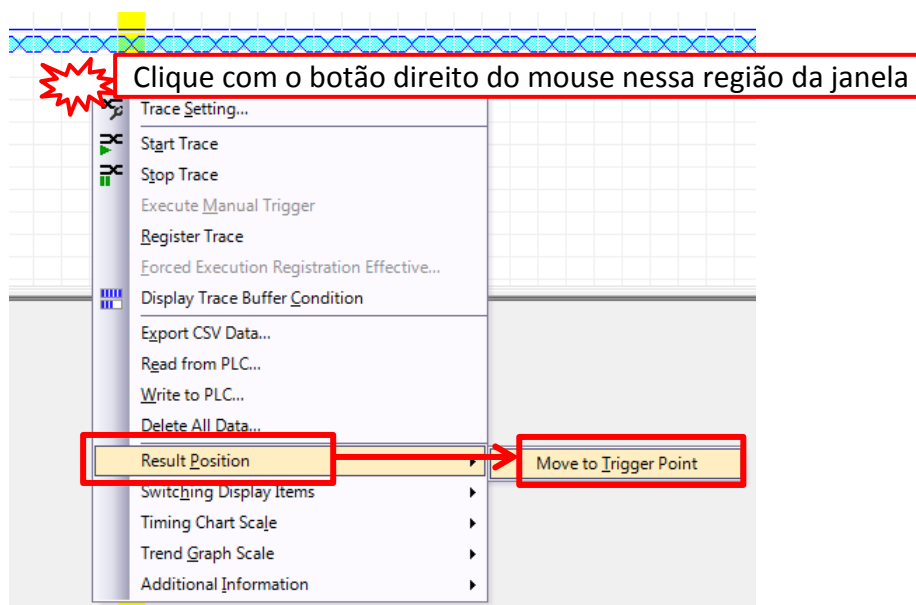 Clique com o botão direito do mouse nessa região da janela
Trace Setting...
Start Trace
Stop Trace
Execute Manual Trigger
Register Trace
Forced Execution Registration Effective...
Display Trace Buffer Condition
Export CSV Data...
Read from PLC...
Write to PLC...
Delete All Data...
Result Position
Move to Trigger Point
Switching Display Items
Timing Chart Scale
Trend Graph Scale
Additional Information